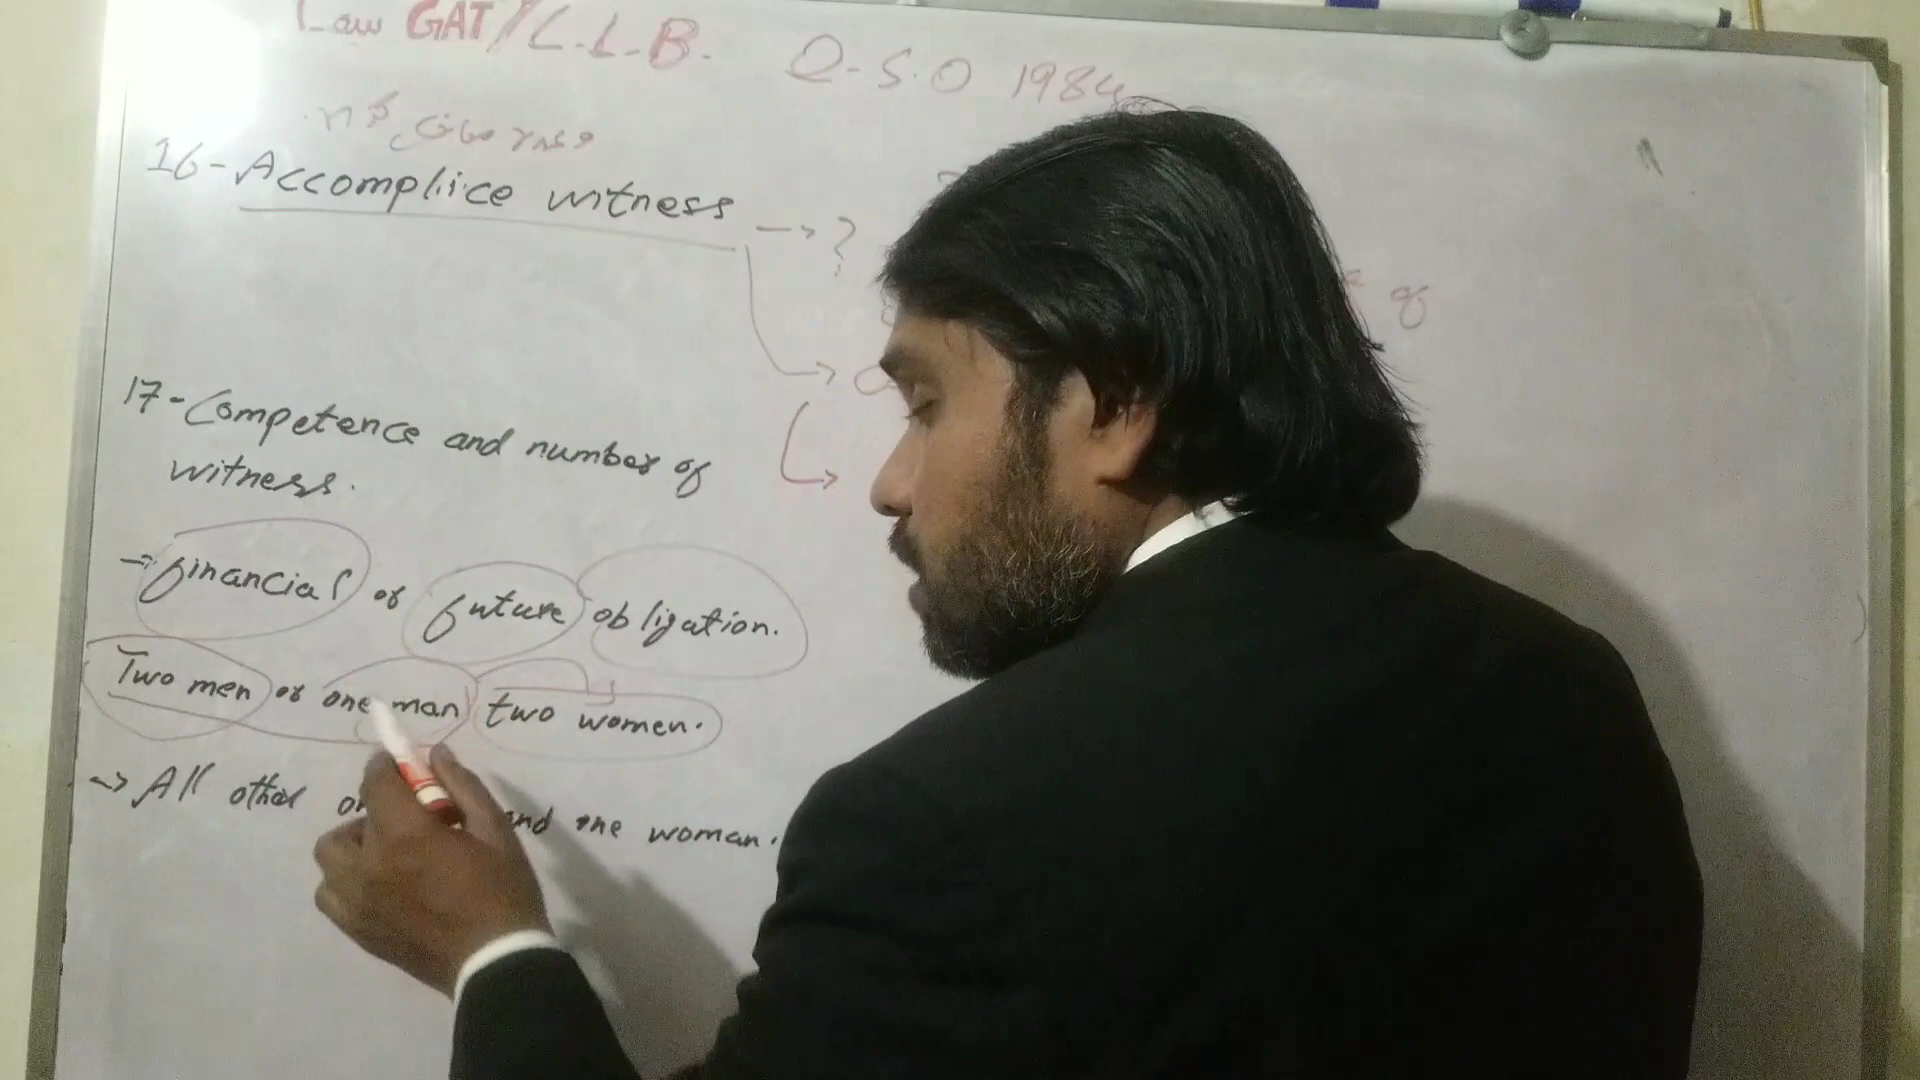 Law GAT / L.L.B. Q.S.O 1984
16-Accompliice witness → ?
of
17-Competence and number of
witness.
→ financial or future obligation.
Two men or one man two women.
→ All other and one woman.